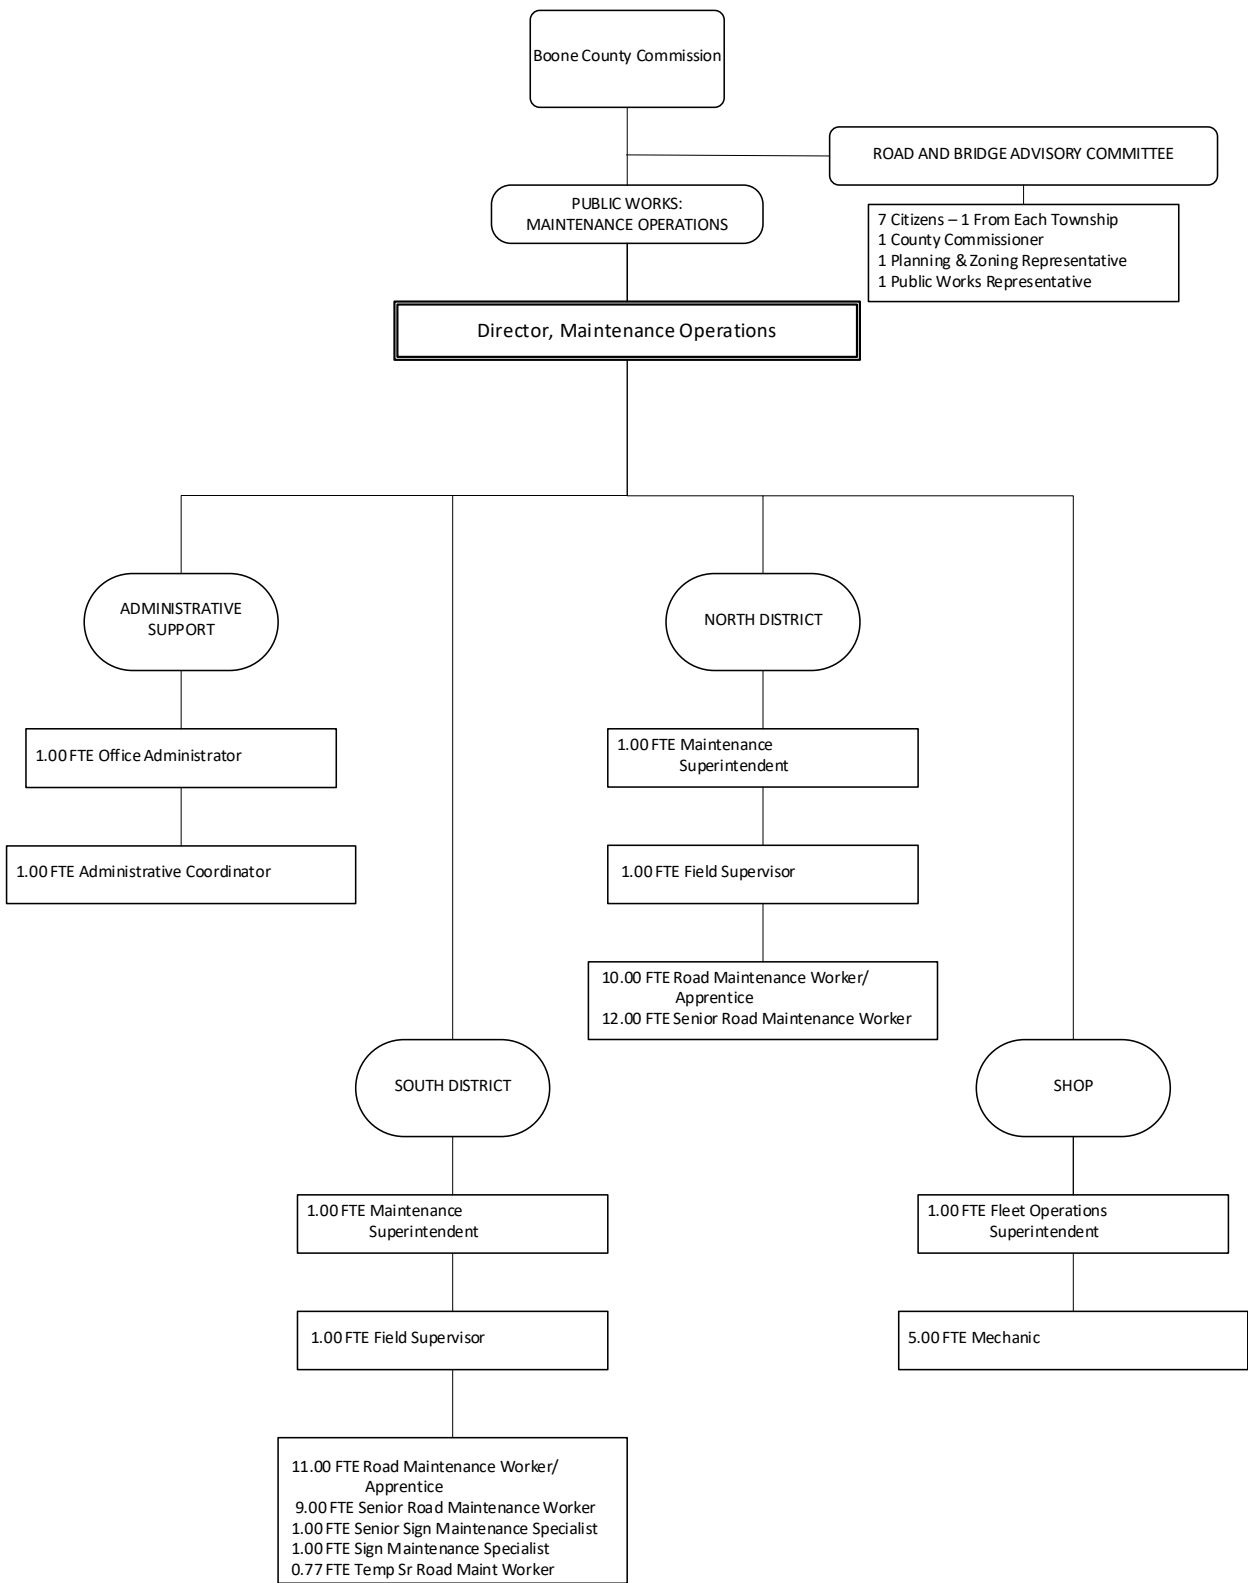 Boone County Commission
ROAD AND BRIDGE ADVISORY COMMITTEE
PUBLIC WORKS:
MAINTENANCE OPERATIONS
7 Citizens – 1 From Each Township
1 County Commissioner
1 Planning & Zoning Representative
1 Public Works Representative
Director, Maintenance Operations
ADMINISTRATIVE
SUPPORT
1.00 FTE Office Administrator
1.00 FTE Administrative Coordinator
NORTH DISTRICT
1.00 FTE Maintenance
Superintendent
1.00 FTE Field Supervisor
10.00 FTE Road Maintenance Worker/
Apprentice
12.00 FTE Senior Road Maintenance Worker
SOUTH DISTRICT
1.00 FTE Maintenance
Superintendent
1.00 FTE Field Supervisor
11.00 FTE Road Maintenance Worker/
Apprentice
9.00 FTE Senior Road Maintenance Worker
1.00 FTE Senior Sign Maintenance Specialist
1.00 FTE Sign Maintenance Specialist
0.77 FTE Temp Sr Road Maint Worker
SHOP
1.00 FTE Fleet Operations
Superintendent
5.00 FTE Mechanic